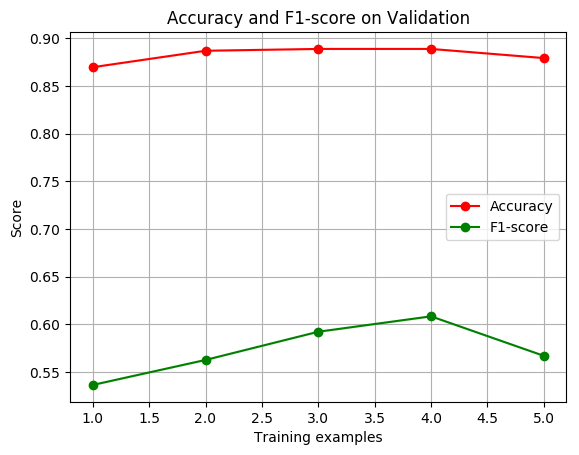 Accuracy and F1-score on Validation
0.90
0.85
0.80
0.75
0.70
0.65
0.60
0.55
Score
Accuracy
F1-score
1.0 1.5 2.0 2.5 3.0 3.5 4.0 4.5 5.0
Training examples